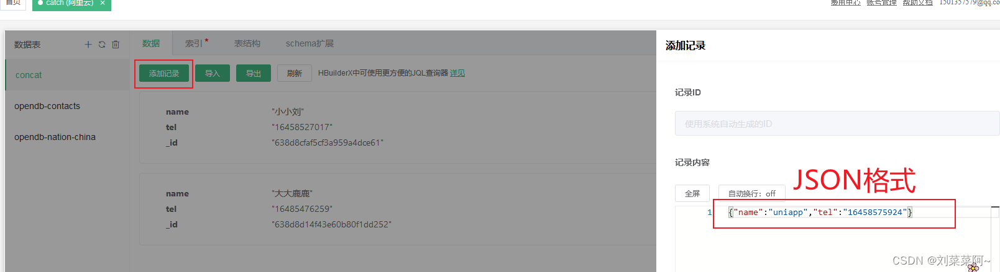 首页
catch (阿里云) ×
费用中心 账号管理 帮助文档 1501357579@qq.co
数据表
数据 索引 * 表结构 schema扩展
添加记录
concat
添加记录 导入 导出 刷新 HBuilderX中可使用更方便的JQL查询器 详见
opendb-contacts
opendb-nation-china
name "小小刘"
tel "16458527017"
_id "638d8cfaf5cf3a959a4dce61"
name "大大鹿鹿"
tel "16485476259"
_id "638d8d14f43e60b80f1dd252"
记录ID
使用系统自动生成的ID
记录内容
JSON格式
全屏 自动换行：off
1 {"name":"uniapp","tel":"16458575924"}
CSDN @刘菜菜阿~